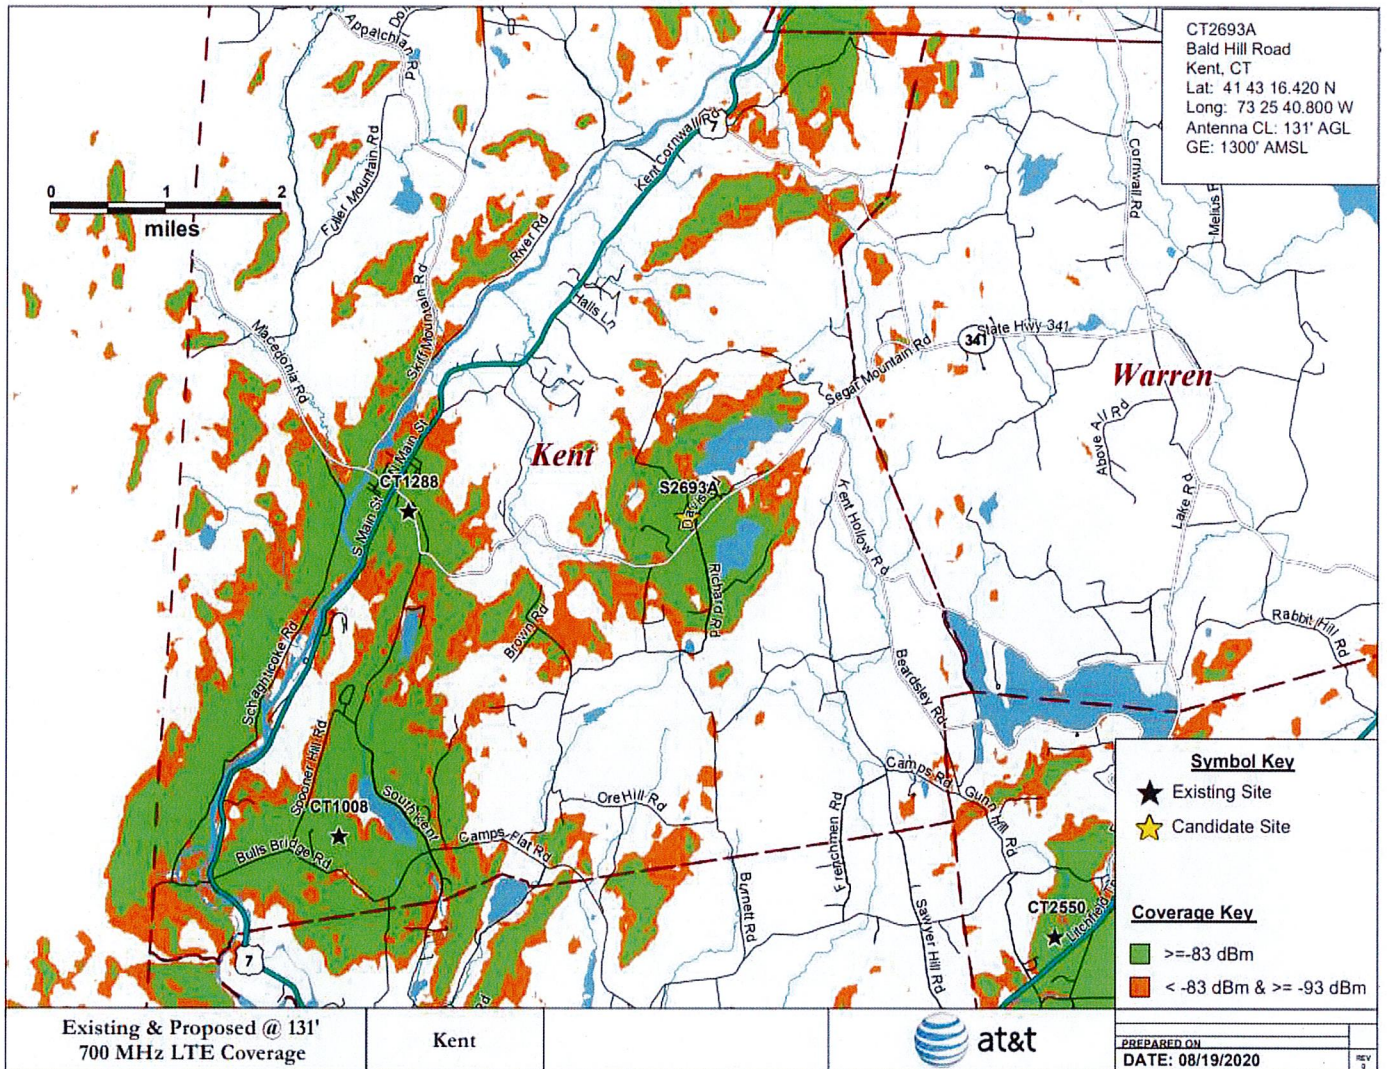 CT2693A
Bald Hill Road
Kent, CT
Lat: 41 43 16.420 N
Long: 73 25 40.800 W
Antenna CL: 131' AGL
GE: 1300' AMSL
Appalchian Rd
Fuller Mountain Rd
Kent Cornwall Rd
7
Cornwall Rd
0 1 2
miles
River Rd
Skiff Mountain Rd
Halls Ln
Macedonia Rd
State Hwy 341
341
Segar Mountain Rd
Warren
Above All Rd
Kent
N Main St
CT1288
S2693A
Davis
S Main St
Kent Hollow Rd
Lake Rd
Richard Rd
Brown Rd
Rabbit Hill Rd
Schaghticoke Rd
Beardsley Rd
Spooner Hill Rd
Camps Rd
Gunn Hill Rd
CT1008
South Kent
Ore Hill Rd
Camps Flat Rd
Bulls Bridge Rd
Frenchmen Rd
Burnett Rd
Sawyer Hill Rd
CT2550
Litchfield
7
Rd
Symbol Key
Existing Site
Candidate Site
Coverage Key
>=-83 dBm
< -83 dBm & >= -93 dBm
Existing & Proposed @ 131'
700 MHz LTE Coverage
Kent
at&t
PREPARED ON
DATE: 08/19/2020
REV